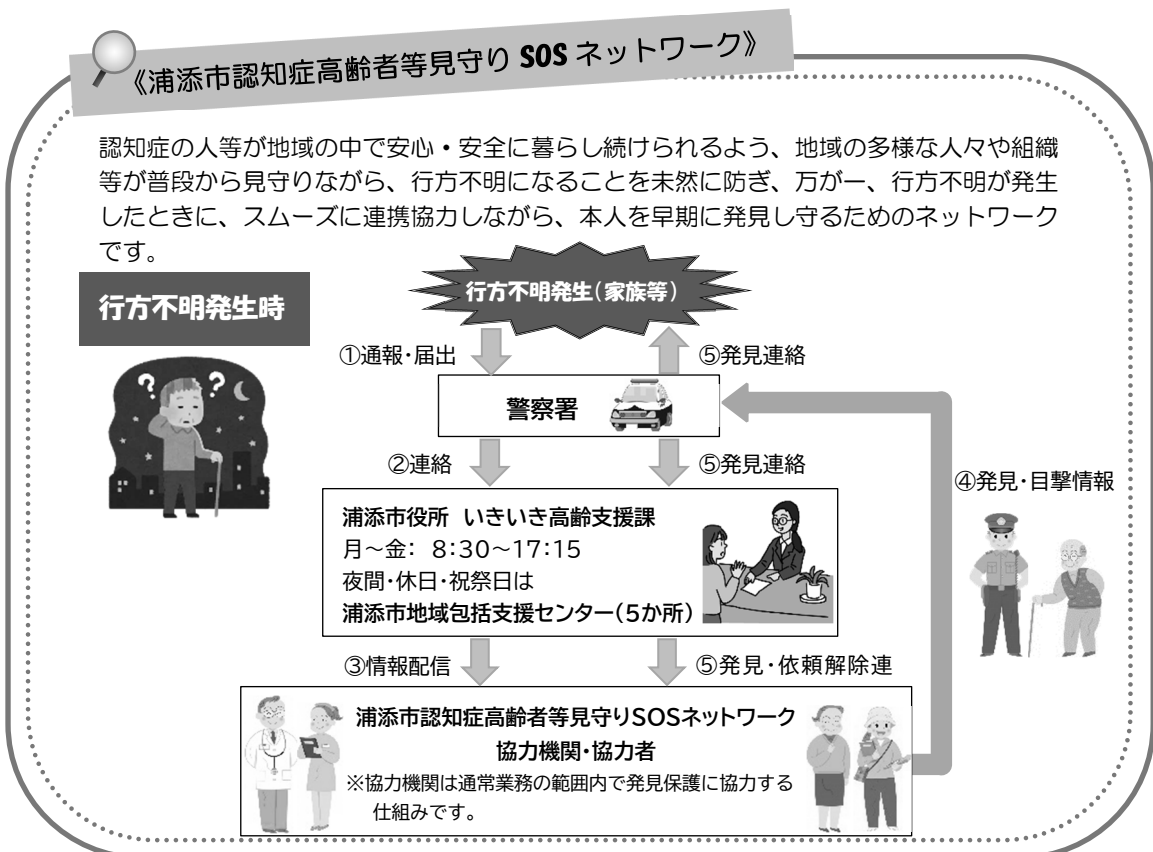 《浦添市認知症高齢者等見守り SOS ネットワーク》
認知症の人等が地域の中で安心・安全に暮らし続けられるよう、地域の多様な人々や組織
等が普段から見守りながら、行方不明になることを未然に防ぎ、万が一、行方不明が発生
したときに、スムーズに連携協力しながら、本人を早期に発見し守るためのネットワーク
です。
行方不明発生時
行方不明発生(家族等)
①通報・届出
⑤発見連絡
警察署
②連絡
⑤発見連絡
④発見・目撃情報
浦添市役所 いきいき高齢支援課
月～金: 8:30～17:15
夜間・休日・祝祭日は
浦添市地域包括支援センター(5か所)
③情報配信
⑤発見・依頼解除連
浦添市認知症高齢者等見守りSOSネットワーク
協力機関・協力者
※協力機関は通常業務の範囲内で発見保護に協力する
仕組みです。